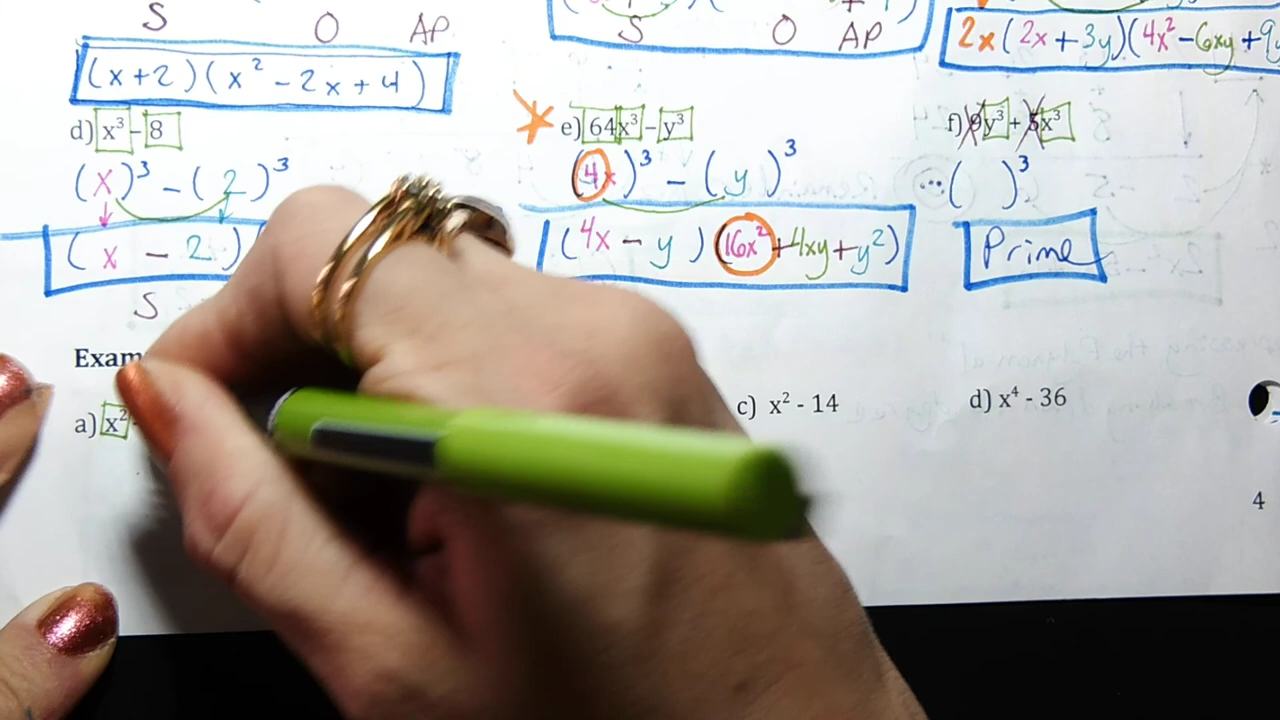 S O AP
(x+2)(x² - 2x + 4)
S O AP
2x(2x + 3y)(4x² - 6xy + 9y
d) x³ - 8
(x)³ - (2)³
(x - 2)
S
e) 64x³ - y³
(4x)³ - (y)³
(4x - y)(16x² + 4xy + y²)
f) 9y³ + 5x³
( )³
Prime
Exam
a) x²
c) x² - 14
d) x⁴ - 36
4